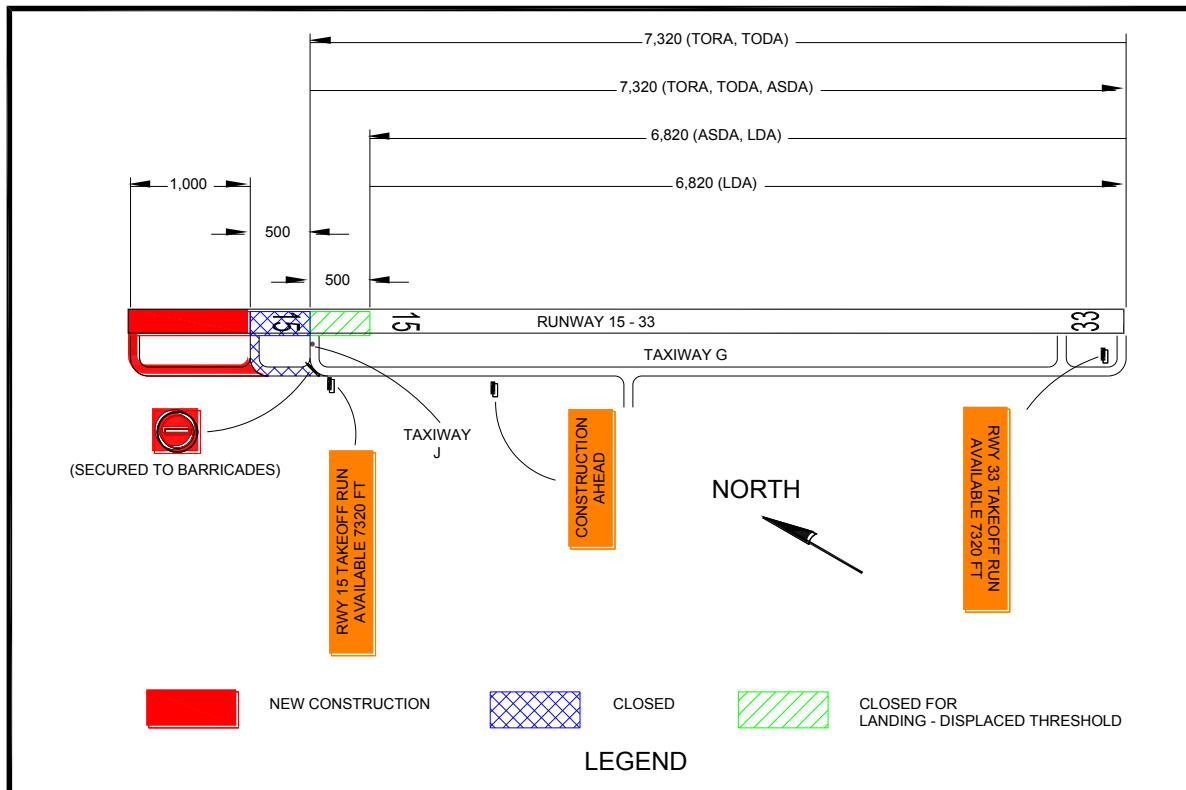 7,320 (TORA, TODA)
7,320 (TORA, TODA, ASDA)
6,820 (ASDA, LDA)
1,000
6,820 (LDA)
500
500
15
15
RUNWAY 15 - 33
33
TAXIWAY G
TAXIWAY
J
(SECURED TO BARRICADES)
RWY 15 TAKEOFF RUN
AVAILABLE 7320 FT
CONSTRUCTION
AHEAD
NORTH
RWY 33 TAKEOFF RUN
AVAILABLE 7320 FT
NEW CONSTRUCTION
CLOSED
CLOSED FOR
LANDING - DISPLACED THRESHOLD
LEGEND